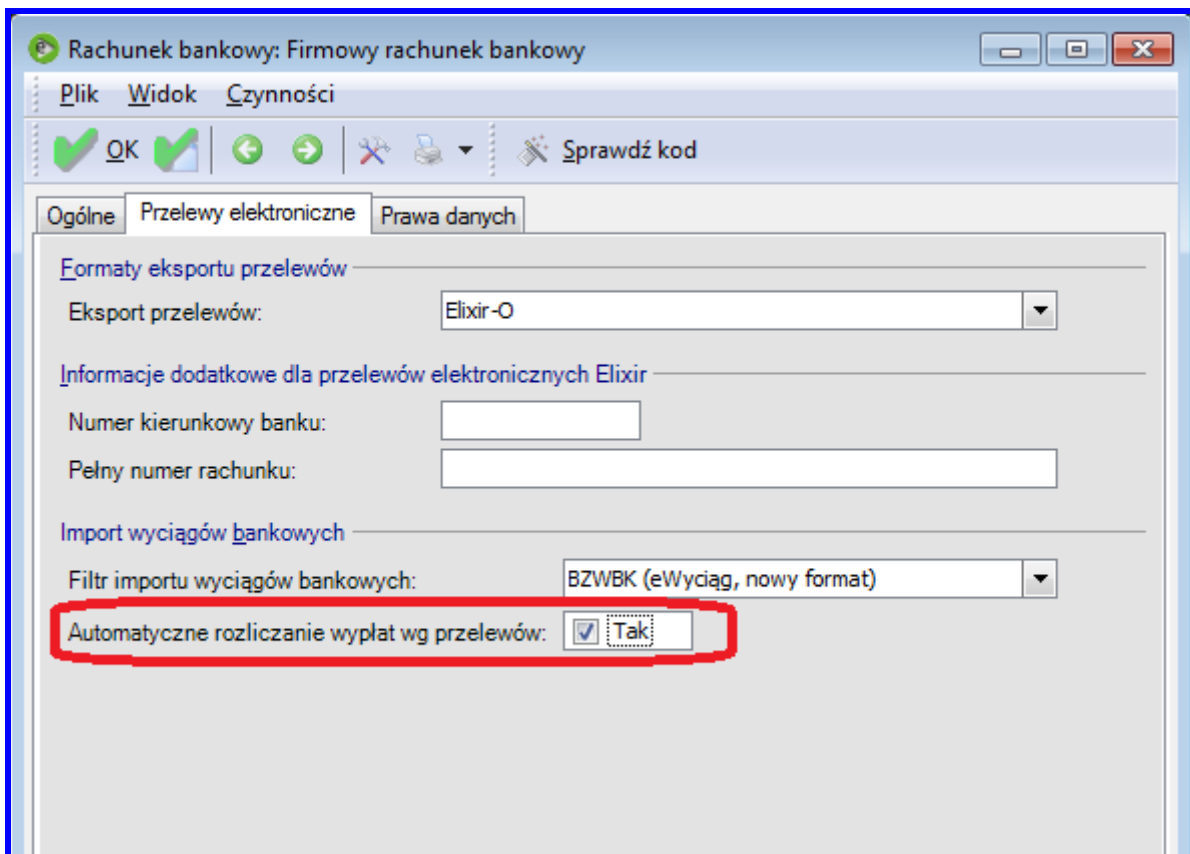 Rachunek bankowy: Firmowy rachunek bankowy
Plik Widok Czynności
OK Sprawdź kod
Ogólne Przelewy elektroniczne Prawa danych
Formaty eksportu przelewów
Eksport przelewów: Elixir-O
Informacje dodatkowe dla przelewów elektronicznych Elixir
Numer kierunkowy banku:
Pełny numer rachunku:
Import wyciągów bankowych
Filtr importu wyciągów bankowych: BZWBK (eWyciąg, nowy format)
Automatyczne rozliczanie wypłat wg przelewów: Tak